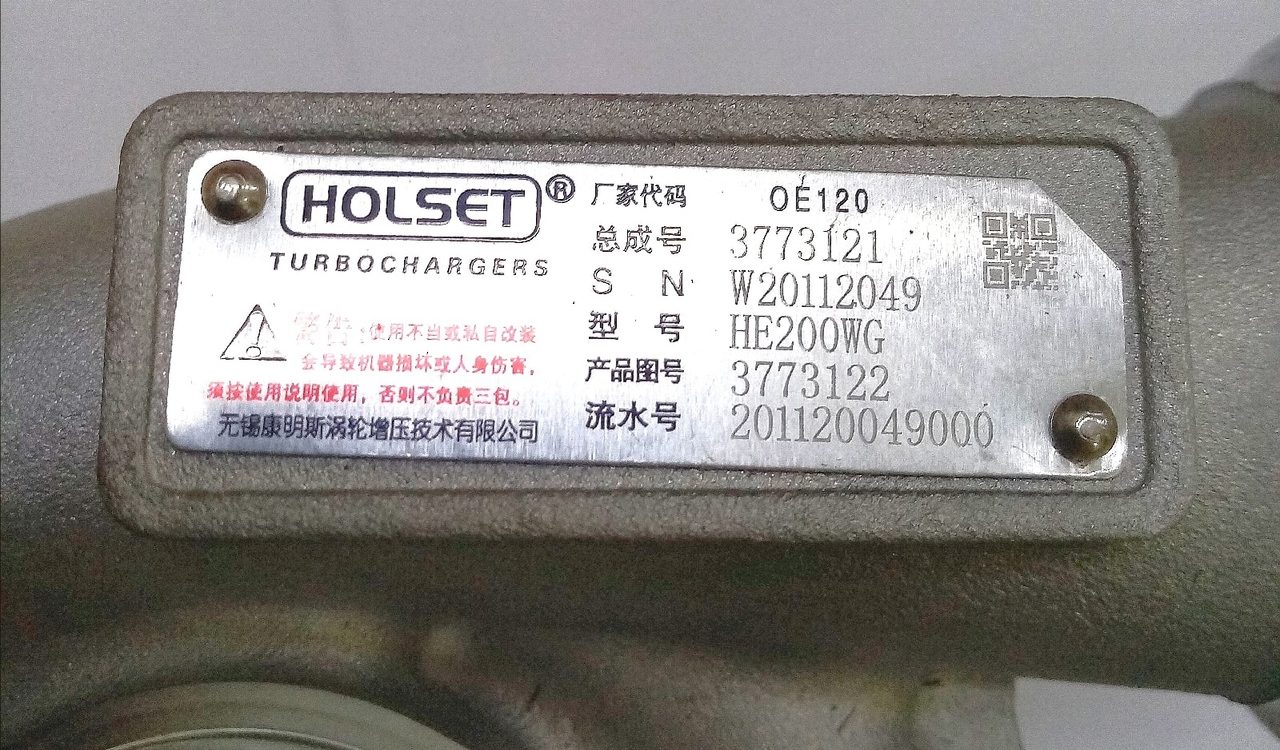 HOLSET®
TURBOCHARGERS
警告:使用不当或私自改装
会导致机器损坏或人身伤害,
须按使用说明使用，否则不负责三包。
无锡康明斯涡轮增压技术有限公司
厂家代码 OE120
总成号 3773121
S N W20112049
型 号 HE200WG
产品图号 3773122
流水号 201120049000